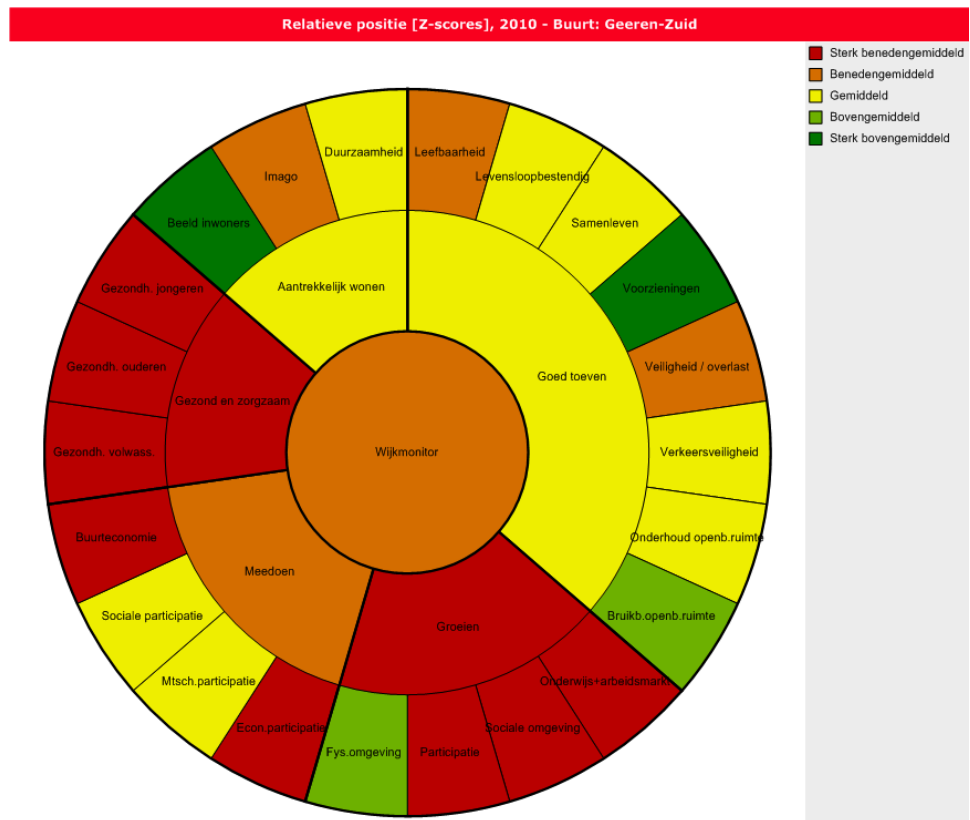 Relatieve positie [Z-scores], 2010 - Buurt: Geeren-Zuid
Sterk benedengemiddeld
Benedengemiddeld
Gemiddeld
Bovengemiddeld
Sterk bovengemiddeld
Duurzaamheid
Leefbaarheid
Imago
Levensloopbestendig
Beeld inwoners
Samenleven
Aantrekkelijk wonen
Gezondh. jongeren
Voorzieningen
Gezondh. ouderen
Veiligheid / overlast
Goed toeven
Gezond en zorgzaam
Gezondh. volwass.
Wijkmonitor
Verkeersveiligheid
Buurteconomie
Onderhoud openb.ruimte
Meedoen
Sociale participatie
Bruikb.openb.ruimte
Groeien
Mtsch.participatie
Onderwijs+arbeidsmarkt
Econ.participatie
Sociale omgeving
Fys.omgeving
Participatie